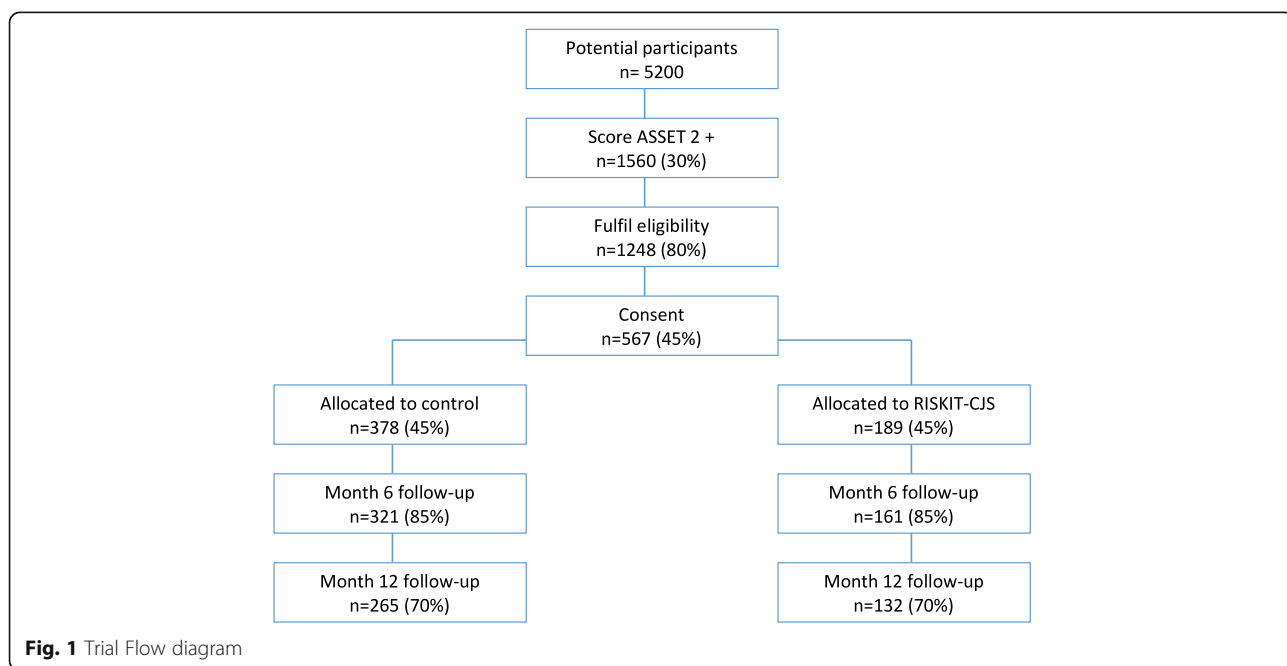 Potential participants
n= 5200
Score ASSET 2 +
n=1560 (30%)
Fulfil eligibility
n=1248 (80%)
Consent
n=567 (45%)
Allocated to control
n=378 (45%)
Allocated to RISKIT-CJS
n=189 (45%)
Month 6 follow-up
n=321 (85%)
Month 6 follow-up
n=161 (85%)
Month 12 follow-up
n=265 (70%)
Month 12 follow-up
n=132 (70%)
Fig. 1 Trial Flow diagram